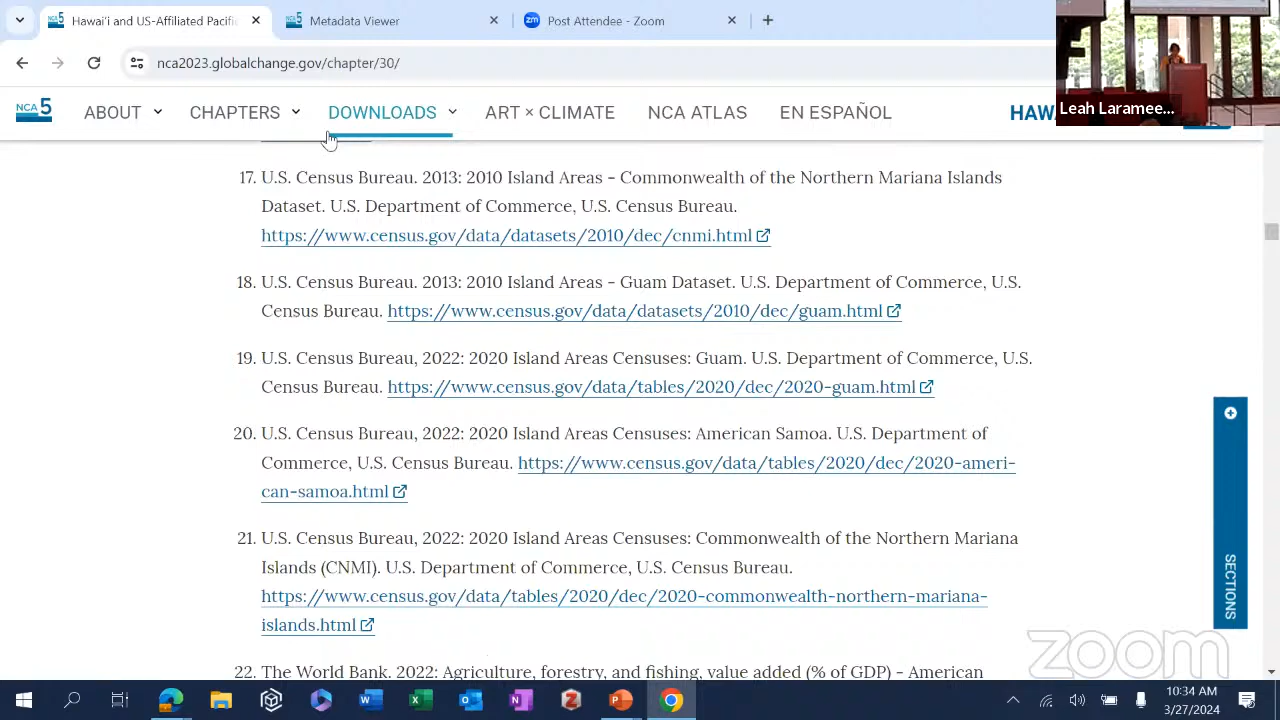 Hawaiʻi and US-Affiliated Pacifi
Metadata Viewer
zm
Post Attendee - Zoom
nca2023.globalchange.gov/chapter/30/
Leah Laramee...
NCA 5
ABOUT
CHAPTERS
DOWNLOADS
ART × CLIMATE
NCA ATLAS
EN ESPAÑOL
HAWA
17. U.S. Census Bureau. 2013: 2010 Island Areas – Commonwealth of the Northern Mariana Islands
Dataset. U.S. Department of Commerce, U.S. Census Bureau.
https://www.census.gov/data/datasets/2010/dec/cnmi.html
18. U.S. Census Bureau. 2013: 2010 Island Areas – Guam Dataset. U.S. Department of Commerce, U.S.
Census Bureau. https://www.census.gov/data/datasets/2010/dec/guam.html
19. U.S. Census Bureau, 2022: 2020 Island Areas Censuses: Guam. U.S. Department of Commerce, U.S.
Census Bureau. https://www.census.gov/data/tables/2020/dec/2020-guam.html
20. U.S. Census Bureau, 2022: 2020 Island Areas Censuses: American Samoa. U.S. Department of
Commerce, U.S. Census Bureau. https://www.census.gov/data/tables/2020/dec/2020-ameri-
can-samoa.html
21. U.S. Census Bureau, 2022: 2020 Island Areas Censuses: Commonwealth of the Northern Mariana
Islands (CNMI). U.S. Department of Commerce, U.S. Census Bureau.
https://www.census.gov/data/tables/2020/dec/2020-commonwealth-northern-mariana-
islands.html
22. The World Bank. 2022: Agriculture, forestry, and fishing, value added (% of GDP) – American
SECTIONS
zoom
10:34 AM
3/27/2024